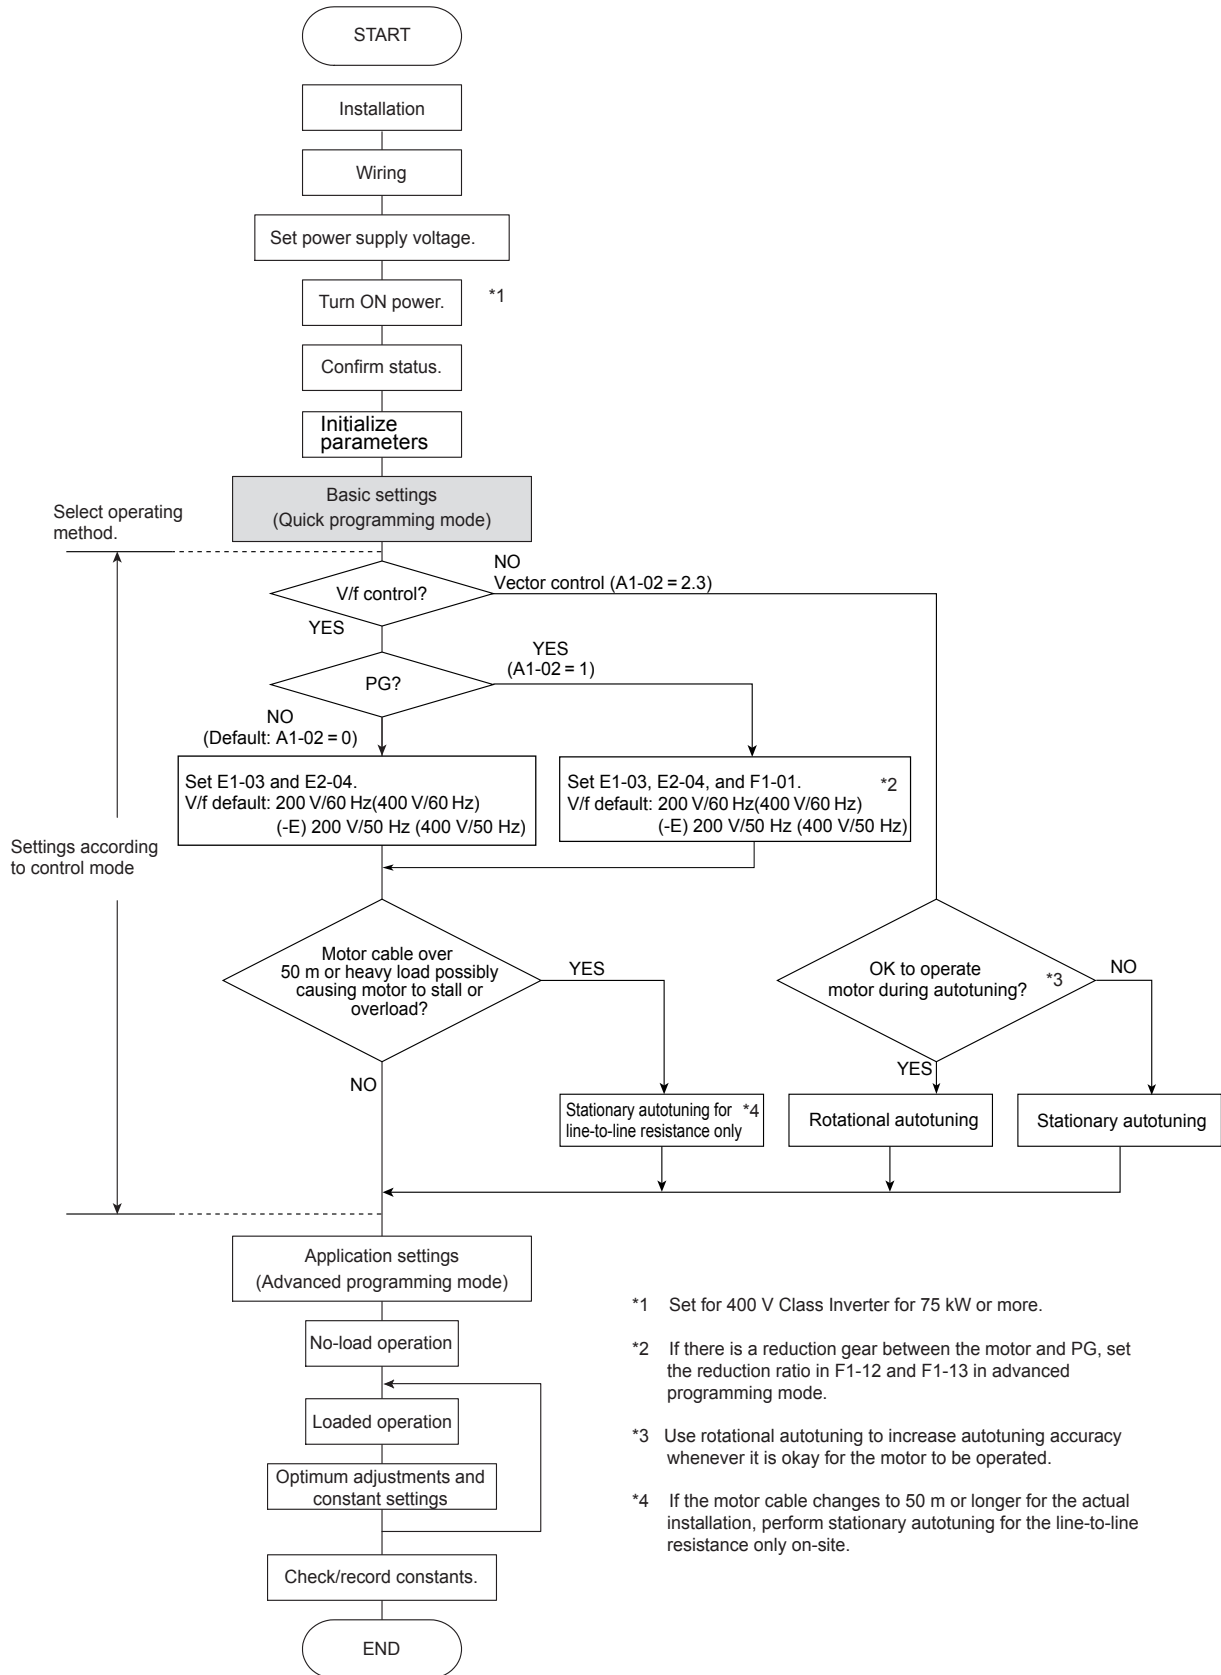 START
Installation
Wiring
Set power supply voltage.
Turn ON power.
*1
Confirm status.
Initialize
parameters
Basic settings
(Quick programming mode)
Select operating
method.
NO
Vector control (A1-02 = 2.3)
V/f control?
YES
YES
(A1-02 = 1)
PG?
NO
(Default: A1-02 = 0)
Set E1-03 and E2-04.
V/f default: 200 V/60 Hz(400 V/60 Hz)
(-E) 200 V/50 Hz (400 V/50 Hz)
Set E1-03, E2-04, and F1-01.
*2
V/f default: 200 V/60 Hz(400 V/60 Hz)
(-E) 200 V/50 Hz (400 V/50 Hz)
Settings according
to control mode
Motor cable over
50 m or heavy load possibly
causing motor to stall or
overload?
YES
NO
OK to operate
motor during autotuning?
*3
NO
YES
Stationary autotuning for
line-to-line resistance only
*4
Rotational autotuning
Stationary autotuning
Application settings
(Advanced programming mode)
No-load operation
Loaded operation
Optimum adjustments and
constant settings
Check/record constants.
END
*1 Set for 400 V Class Inverter for 75 kW or more.
*2 If there is a reduction gear between the motor and PG, set
the reduction ratio in F1-12 and F1-13 in advanced
programming mode.
*3 Use rotational autotuning to increase autotuning accuracy
whenever it is okay for the motor to be operated.
*4 If the motor cable changes to 50 m or longer for the actual
installation, perform stationary autotuning for the line-to-line
resistance only on-site.